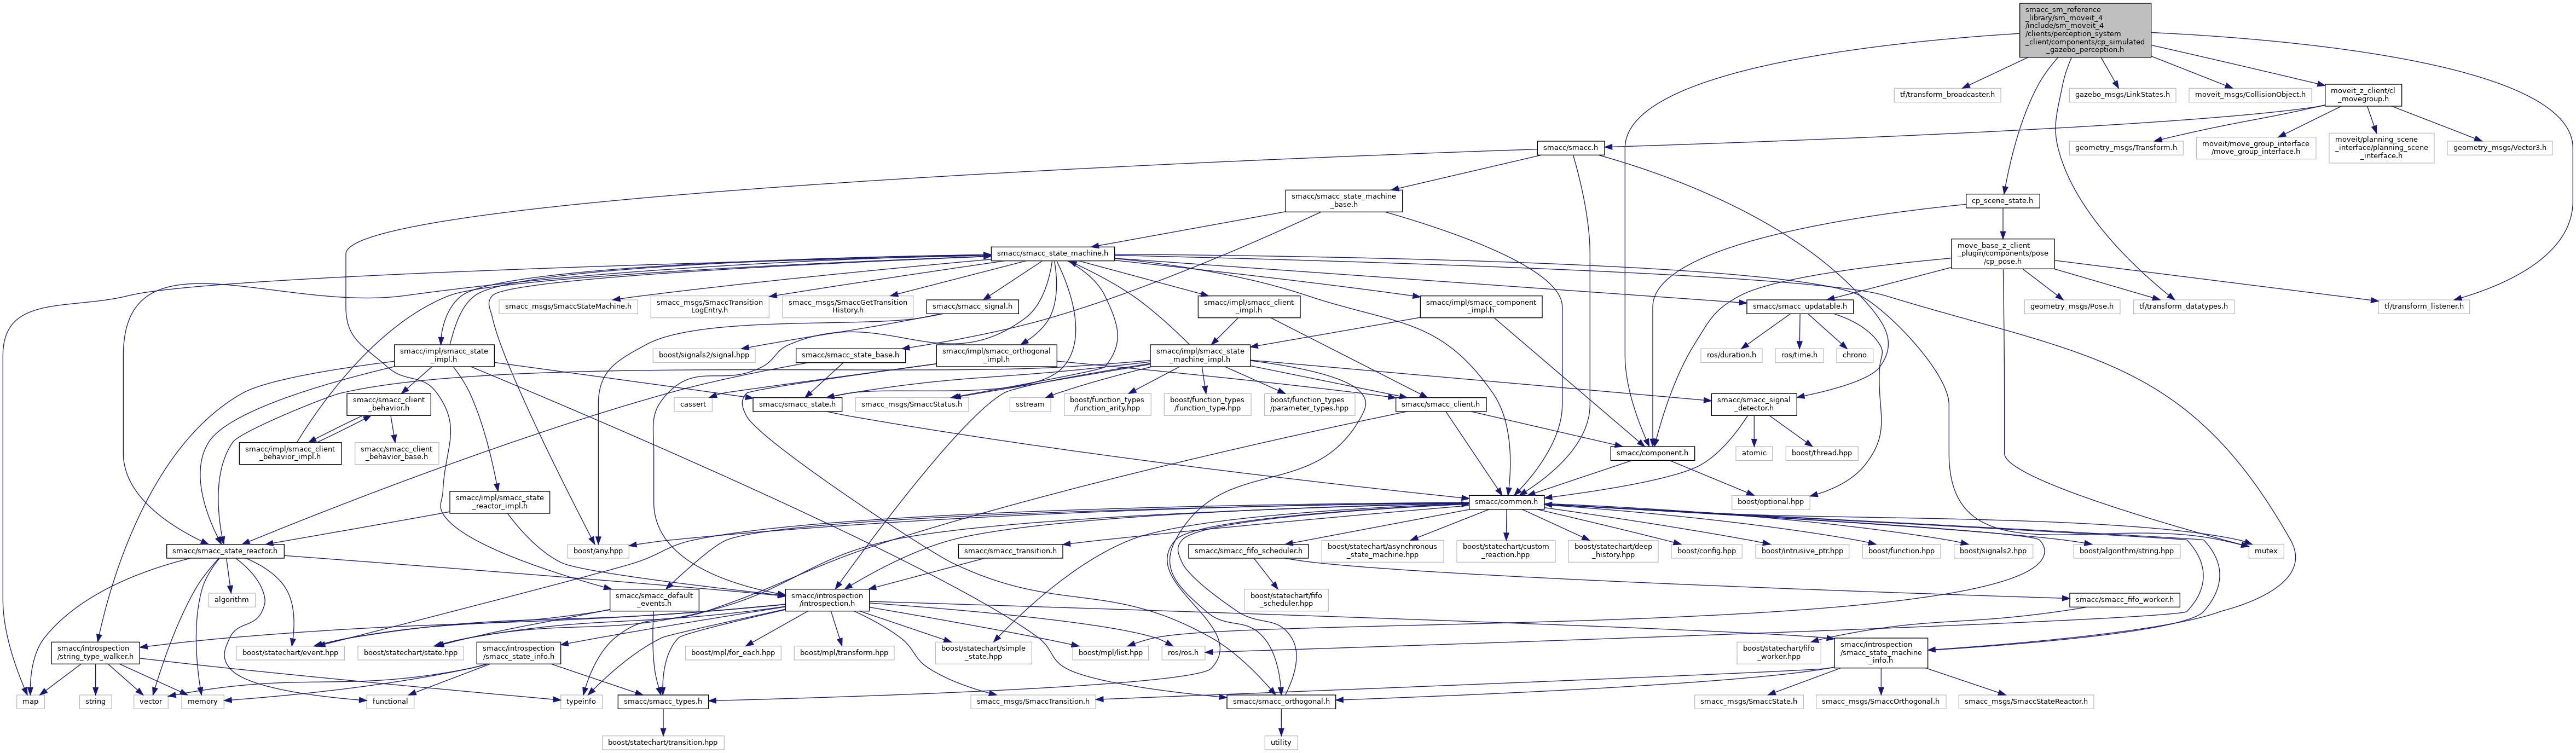 smacc_sm_reference
_library/sm_moveit_4
/include/sm_moveit_4
/clients/perception_system
_client/components/cp_simulated
_gazebo_perception.h
tf/transform_broadcaster.h
gazebo_msgs/LinkStates.h
moveit_msgs/CollisionObject.h
moveit_z_client/cl
_movegroup.h
smacc/smacc.h
geometry_msgs/Transform.h
moveit/move_group_interface
/move_group_interface.h
moveit/planning_scene
_interface/planning_scene
_interface.h
geometry_msgs/Vector3.h
smacc/smacc_state_machine
_base.h
cp_scene_state.h
smacc/smacc_state_machine.h
move_base_z_client
_plugin/components/pose
/cp_pose.h
smacc_msgs/SmaccStateMachine.h
smacc_msgs/SmaccTransition
LogEntry.h
smacc_msgs/SmaccGetTransition
History.h
smacc/smacc_signal.h
smacc/impl/smacc_client
_impl.h
smacc/impl/smacc_component
_impl.h
smacc/smacc_updatable.h
geometry_msgs/Pose.h
tf/transform_datatypes.h
tf/transform_listener.h
smacc/impl/smacc_state
_impl.h
boost/signals2/signal.hpp
smacc/smacc_state_base.h
smacc/impl/smacc_orthogonal
_impl.h
smacc/impl/smacc_state
_machine_impl.h
ros/duration.h
ros/time.h
chrono
smacc/smacc_client
_behavior.h
cassert
smacc/smacc_state.h
smacc_msgs/SmaccStatus.h
sstream
boost/function_types
/function_arity.hpp
boost/function_types
/function_type.hpp
boost/function_types
/parameter_types.hpp
smacc/smacc_client.h
smacc/smacc_signal
_detector.h
smacc/impl/smacc_client
_behavior_impl.h
smacc/smacc_client
_behavior_base.h
smacc/component.h
atomic
boost/thread.hpp
smacc/impl/smacc_state
_reactor_impl.h
smacc/common.h
boost/optional.hpp
smacc/smacc_state_reactor.h
boost/any.hpp
smacc/smacc_transition.h
smacc/smacc_fifo_scheduler.h
boost/statechart/asynchronous
_state_machine.hpp
boost/statechart/custom
_reaction.hpp
boost/statechart/deep
_history.hpp
boost/config.hpp
boost/intrusive_ptr.hpp
boost/function.hpp
boost/signals2.hpp
boost/algorithm/string.hpp
mutex
algorithm
smacc/smacc_default
_events.h
smacc/introspection
/introspection.h
boost/statechart/fifo
_scheduler.hpp
smacc/smacc_fifo_worker.h
smacc/introspection
/string_type_walker.h
boost/statechart/event.hpp
boost/statechart/state.hpp
smacc/introspection
/smacc_state_info.h
boost/mpl/for_each.hpp
boost/mpl/transform.hpp
boost/statechart/simple
_state.hpp
boost/mpl/list.hpp
ros/ros.h
boost/statechart/fifo
_worker.hpp
smacc/introspection
/smacc_state_machine
_info.h
map
string
vector
memory
functional
typeinfo
smacc/smacc_types.h
smacc_msgs/SmaccTransition.h
smacc/smacc_orthogonal.h
smacc_msgs/SmaccState.h
smacc_msgs/SmaccOrthogonal.h
smacc_msgs/SmaccStateReactor.h
boost/statechart/transition.hpp
utility